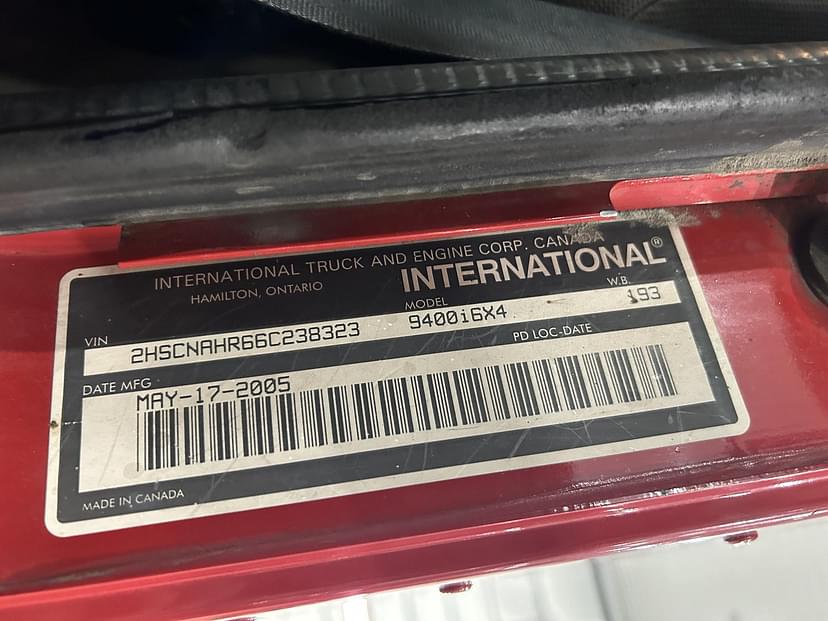 INTERNATIONAL TRUCK AND ENGINE CORP. CANADA
HAMILTON, ONTARIO
INTERNATIONAL®
VIN
MODEL
W.B.
2HSCNAHR66C238323
9400i6X4
193
DATE MFG
PD LOC-DATE
MAY-17-2005
MADE IN CANADA